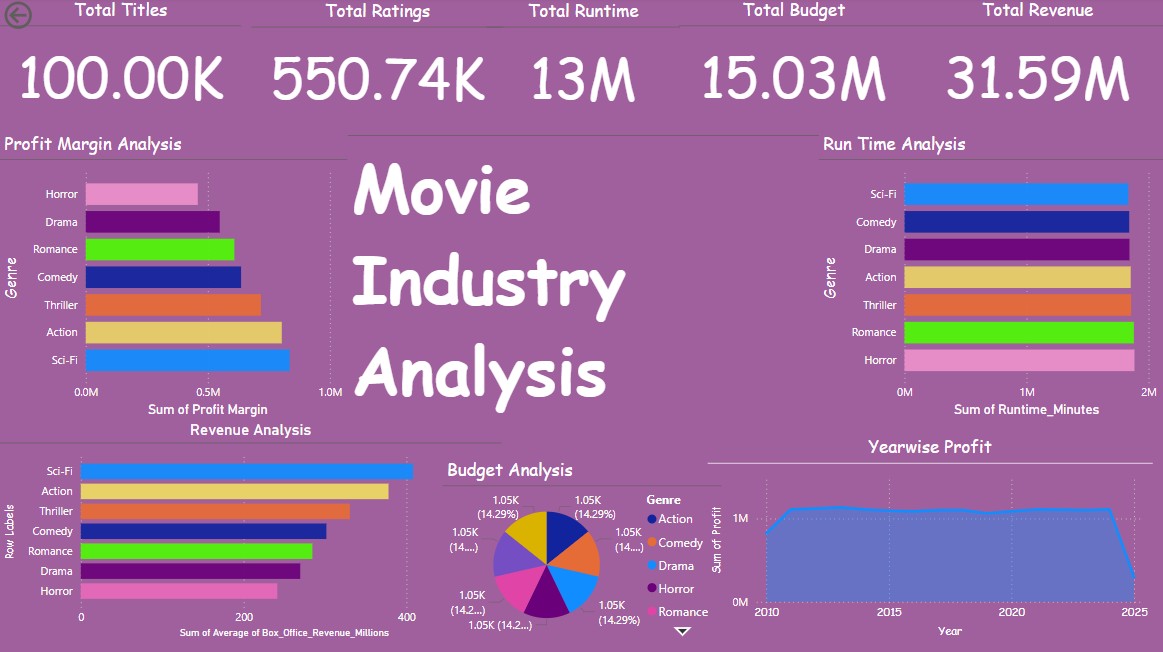 Total Titles
Total Ratings
Total Runtime
Total Budget
Total Revenue
100.00K
550.74K
13M
15.03M
31.59M
Profit Margin Analysis
Genre
Horror
Drama
Romance
Comedy
Thriller
Action
Sci-Fi
0.0M
0.5M
1.0M
Sum of Profit Margin
Movie
Industry
Analysis
Run Time Analysis
Genre
Sci-Fi
Comedy
Drama
Action
Thriller
Romance
Horror
0M
1M
2M
Sum of Runtime_Minutes
Revenue Analysis
Row Labels
Sci-Fi
Action
Thriller
Comedy
Romance
Drama
Horror
0
200
400
Sum of Average of Box_Office_Revenue_Millions
Budget Analysis
1.05K
(14.29%)
1.05K
(14.29%)
1.05K
(14....)
1.05K
(14....)
1.05K
(14.2...)
1.05K
(14.29%)
1.05K (14.2...)
Genre
Action
Comedy
Drama
Horror
Romance
Yearwise Profit
Sum of Profit
1M
0M
2010
2015
2020
2025
Year